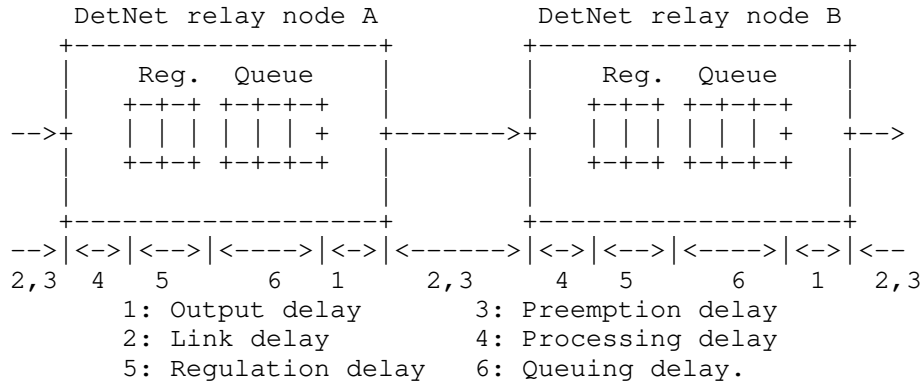 DetNet relay node A        DetNet relay node B
Reg.  Queue        Reg.  Queue
2,3  4    5      6   1      2,3      4    5      6   1   2,3
1: Output delay       3: Preemption delay
2: Link delay         4: Processing delay
5: Regulation delay   6: Queuing delay.